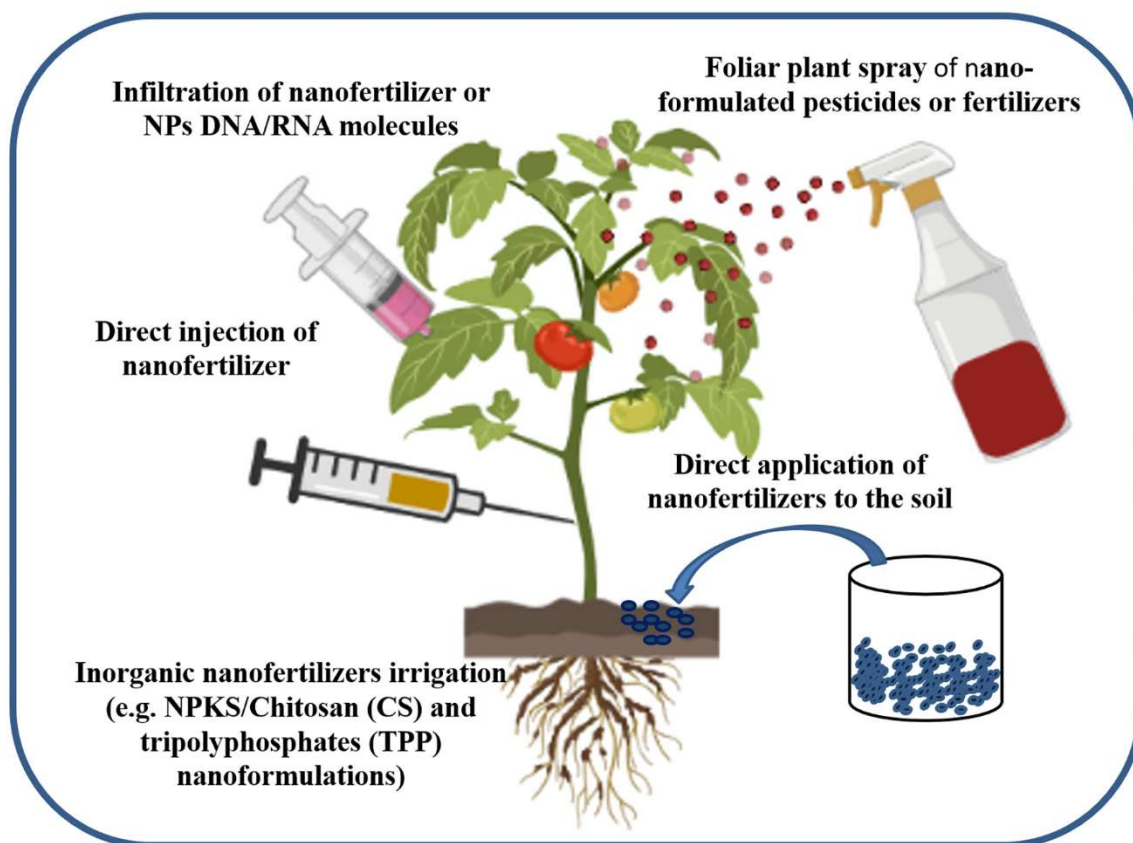 Infiltration of nanofertilizer or
NPs DNA/RNA molecules
Foliar plant spray of nano-
formulated pesticides or fertilizers
Direct injection of
nanofertilizer
Direct application of
nanofertilizers to the soil
Inorganic nanofertilizers irrigation
(e.g. NPKS/Chitosan (CS) and
tripolyphosphates (TPP)
nanoformulations)